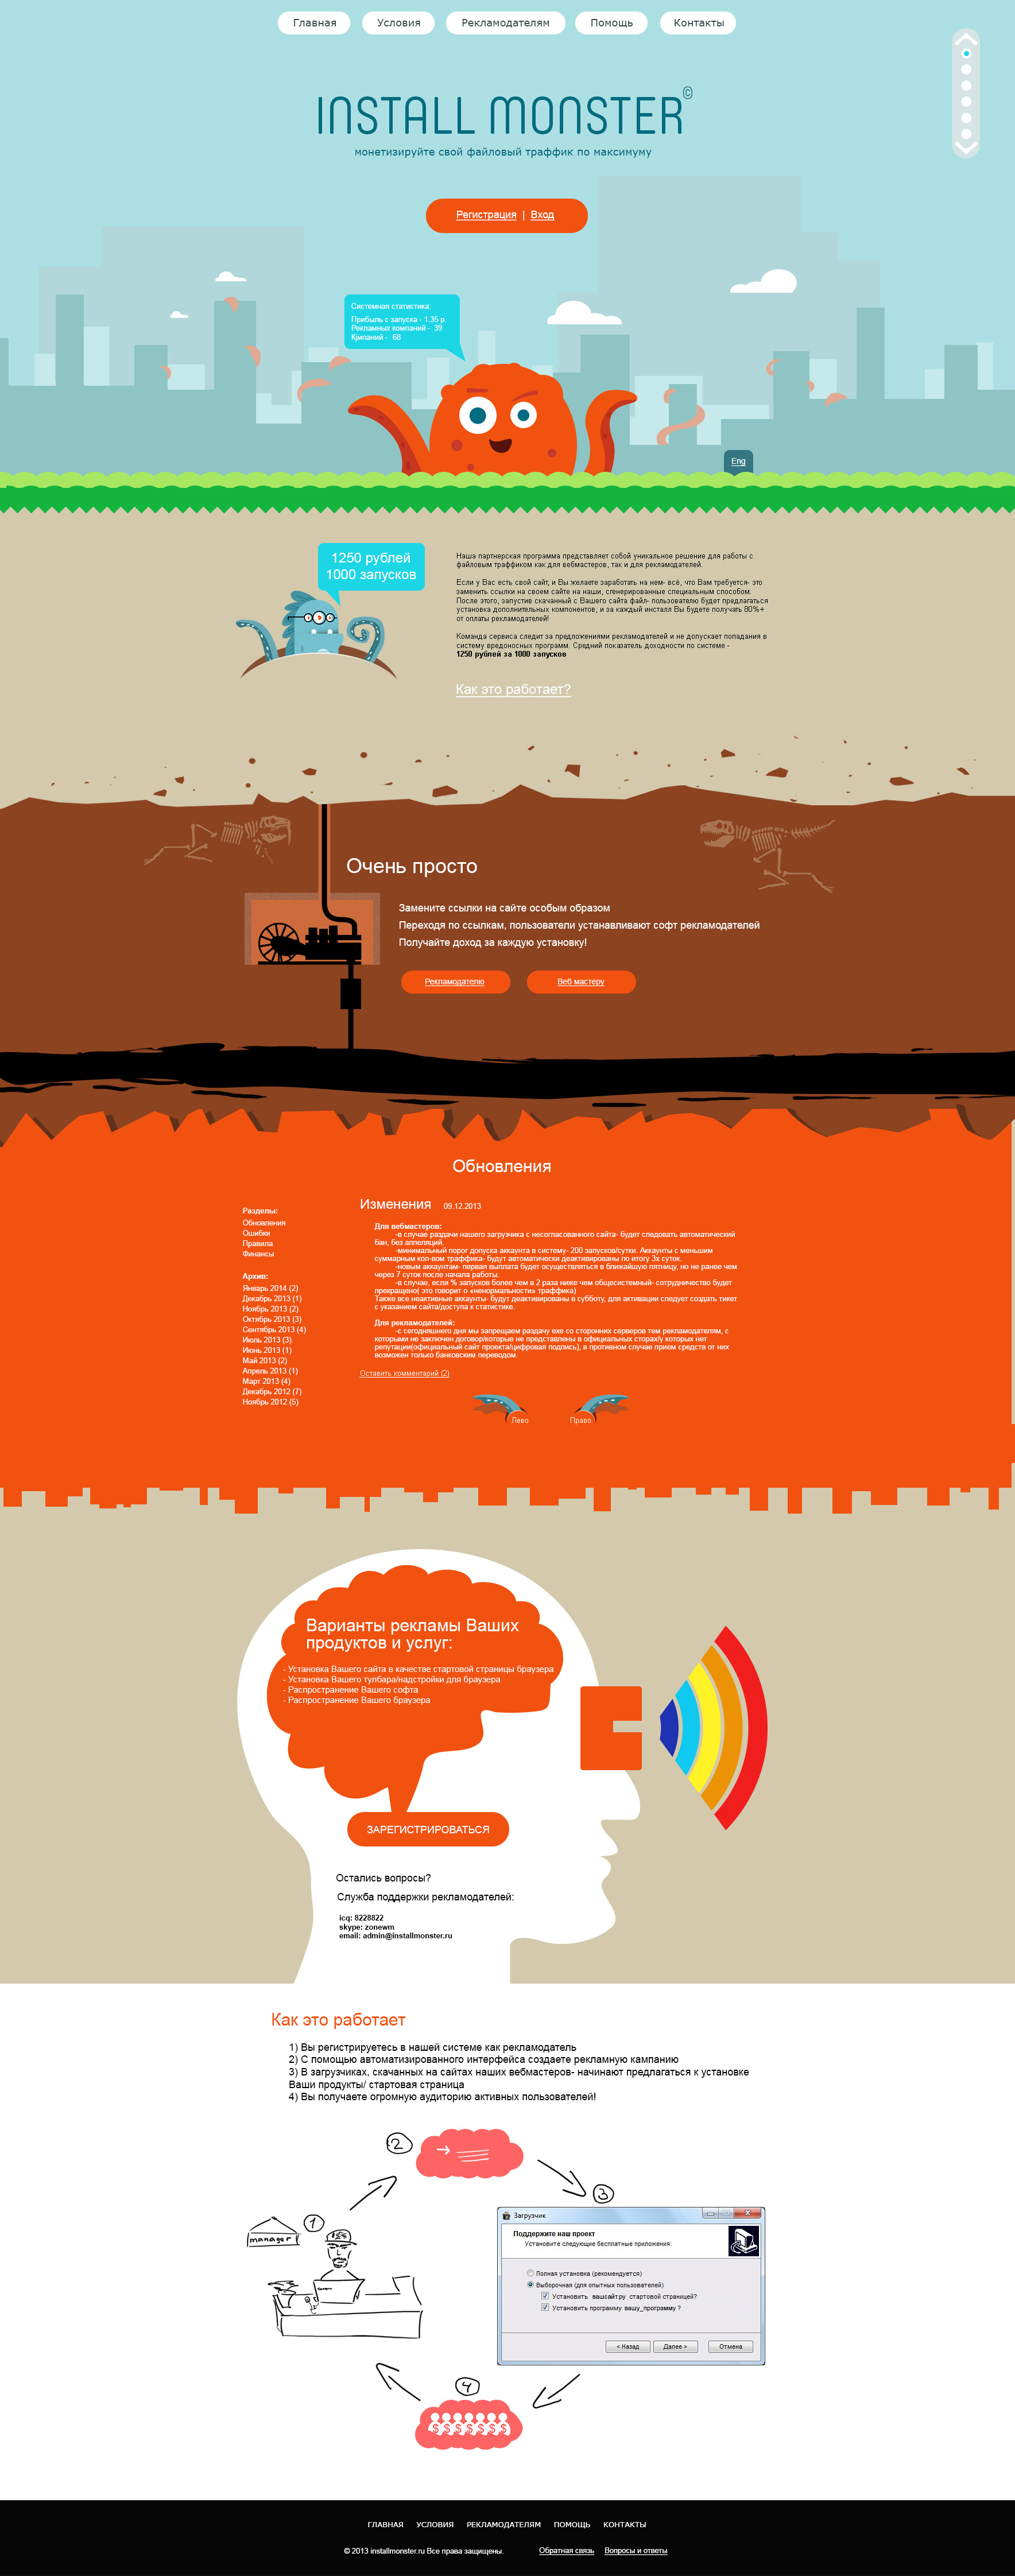 Главная Условия Рекламодателям Помощь Контакты
INSTALL MONSTER©
монетизируйте свой файловый траффик по максимуму
Регистрация | Вход
Системная статистика:
Прибыль с запуска - 1.35 р.
Рекламных компаний - 39
Кјмпаний - 68
Eng
1250 рублей
1000 запусков
Наша партнерская программа представляет собой уникальное решение для работы с
файловым траффиком как для вебмастеров, так и для рекламодателей.
Если у Вас есть свой сайт, и Вы желаете заработать на нем- всё, что Вам требуется- это
заменить ссылки на своем сайте на наши, сгенерированные специальным способом.
После этого, запустив скачанный с Вашего сайта файл- пользователю будет предлагаться
установка дополнительных компонентов, и за каждый инсталл Вы будете получать 80%+
от оплаты рекламодателей!
Команда сервиса следит за предложениями рекламодателей и не допускает попадания в
систему вредоносных программ. Средний показатель доходности по системе -
1250 рублей за 1000 запусков
Как это работает?
Очень просто
Замените ссылки на сайте особым образом
Переходя по ссылкам, пользователи устанавливают софт рекламодателей
Получайте доход за каждую установку!
Рекламодателю Веб мастеру
Обновления
Разделы:
Обновления
Ошибки
Правила
Финансы
Архив:
Январь 2014 (2)
Декабрь 2013 (1)
Ноябрь 2013 (2)
Октябрь 2013 (3)
Сентябрь 2013 (4)
Июль 2013 (3)
Июнь 2013 (1)
Май 2013 (2)
Апрель 2013 (1)
Март 2013 (4)
Декабрь 2012 (7)
Ноябрь 2012 (5)
Изменения 09.12.2013
Для вебмастеров:
-в случае раздачи нашего загрузчика с несогласованного сайта- будет следовать автоматический
бан, без аппеляций.
-минимальный порог допуска аккаунта в систему- 200 запусков/сутки. Аккаунты с меньшим
суммарным кол-вом траффика- будут автоматически деактивированы по итогу 3х суток.
-новым аккаунтам- первая выплата будет осуществляться в ближайшую пятницу, но не ранее чем
через 7 суток после начала работы.
-в случае, если % запусков более чем в 2 раза ниже чем общесистемный- сотрудничество будет
прекращено( это говорит о «ненормальности» траффика)
Также все неактивные аккаунты- будут деактивированы в субботу, для активации следует создать тикет
с указанием сайта/доступа к статистике.
Для рекламодателей:
-с сегодняшнего дня мы запрещаем раздачу exe со сторонних серверов тем рекламодателям, с
которыми не заключен договор/которые не представлены в официальных сторах/у которых нет
репутации(официальный сайт проекта/цифровая подпись), в противном случае прием средств от них
возможен только банковским переводом.
Оставить комментарий (2)
Лево Право
Варианты рекламы Ваших
продуктов и услуг:
- Установка Вашего сайта в качестве стартовой страницы браузера
- Установка Вашего тулбара/надстройки для браузера
- Распространение Вашего софта
- Распространение Вашего браузера
ЗАРЕГИСТРИРОВАТЬСЯ
Остались вопросы?
Служба поддержки рекламодателей:
icq: 8228822
skype: zonewm
email: admin@installmonster.ru
Как это работает
1) Вы регистрируетесь в нашей системе как рекламодатель
2) С помощью автоматизированного интерфейса создаете рекламную кампанию
3) В загрузчиках, скачанных на сайтах наших вебмастеров- начинают предлагаться к установке
Ваши продукты/ стартовая страница
4) Вы получаете огромную аудиторию активных пользователей!
2
3
1
manager
Загрузчик
Поддержите наш проект
Установите следующие бесплатные приложения:
Полная установка (рекомендуется)
Выборочная (для опытных пользователей)
Установить вашсайт.ру стартовой страницей?
Установить программу вашу_программу ?
< Назад Далее > Отмена
4
$ $ $ $ $ $ $
ГЛАВНАЯ УСЛОВИЯ РЕКЛАМОДАТЕЛЯМ ПОМОЩЬ КОНТАКТЫ
© 2013 installmonster.ru Все права защищены. Обратная связь Вопросы и ответы